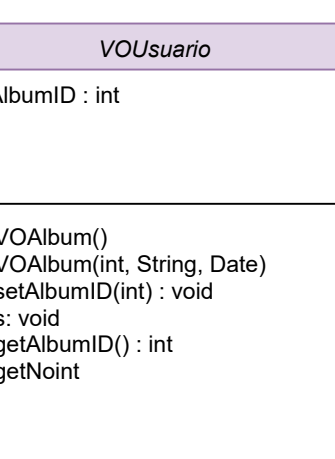 VOUsuario
AlbumID : int
VOAlbum()
VOAlbum(int, String, Date)
setAlbumID(int) : void
s: void
getAlbumID() : int
getNoint